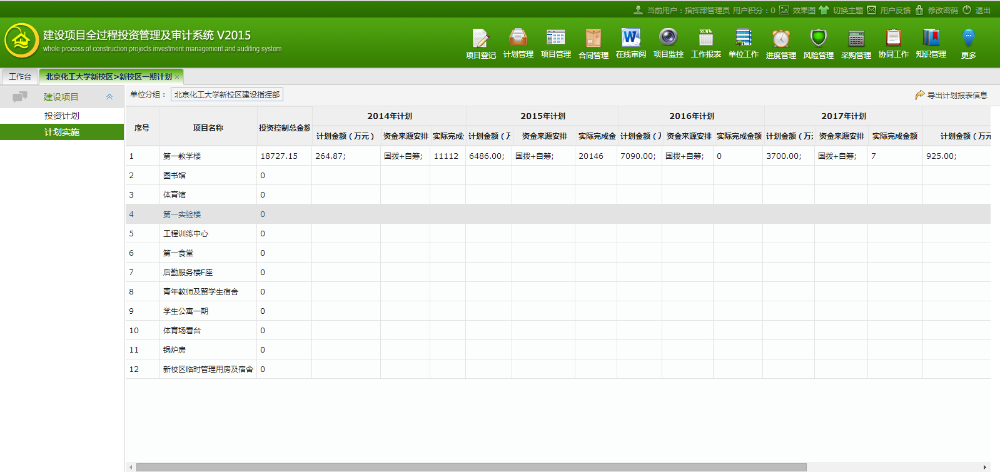 当前用户：指挥部管理员 用户积分：0 效果图 切换主题 用户反馈 修改密码 退出
建设项目全过程投资管理及审计系统 V2015
whole process of construction projects investment management and auditing system
项目登记 计划管理 项目管理 合同管理 在线审阅 项目监控 工作报表 单位工作 进度管理 风险管理 采购管理 协同工作 知识管理 更多
工作台 北京化工大学新校区>新校区一期计划 ×
建设项目
投资计划
计划实施
单位分组： 北京化工大学新校区建设指挥部 导出计划报表信息
序号 项目名称 投资控制总金额 2014年计划 2015年计划 2016年计划 2017年计划
计划金额（万元） 资金来源安排 实际完成 计划金额（ 资金来源安排 实际完成金 计划金额（ 资金来源安排 实际完成金额 计划金额（万 资金来源安排 实际完成金额 计划金额（万元
1 第一教学楼 18727.15 264.87; 国拨+自筹; 11112 6486.00; 国拨+自筹; 20146 7090.00; 国拨+自筹; 0 3700.00; 国拨+自筹; 7 925.00;
2 图书馆 0
3 体育馆 0
4 第一实验楼 0
5 工程训练中心 0
6 第一食堂 0
7 后勤服务楼F座 0
8 青年教师及留学生宿舍 0
9 学生公寓一期 0
10 体育场看台 0
11 锅炉房 0
12 新校区临时管理用房及宿舍 0